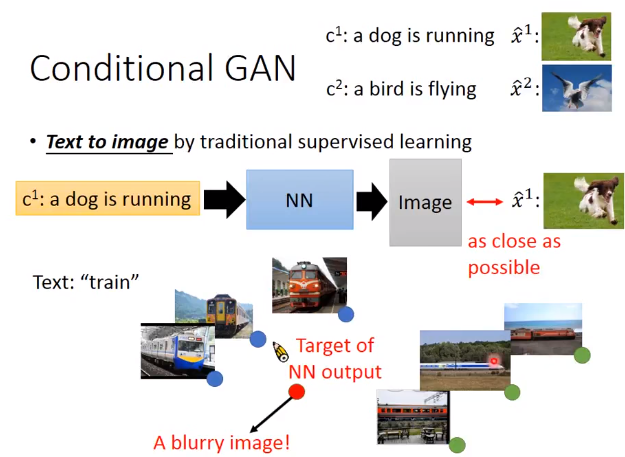 Conditional GAN
c¹: a dog is running x̂¹:
c²: a bird is flying x̂²:
• Text to image by traditional supervised learning
c¹: a dog is running
NN
Image
x̂¹:
as close as
possible
Text: “train”
Target of
NN output
A blurry image!